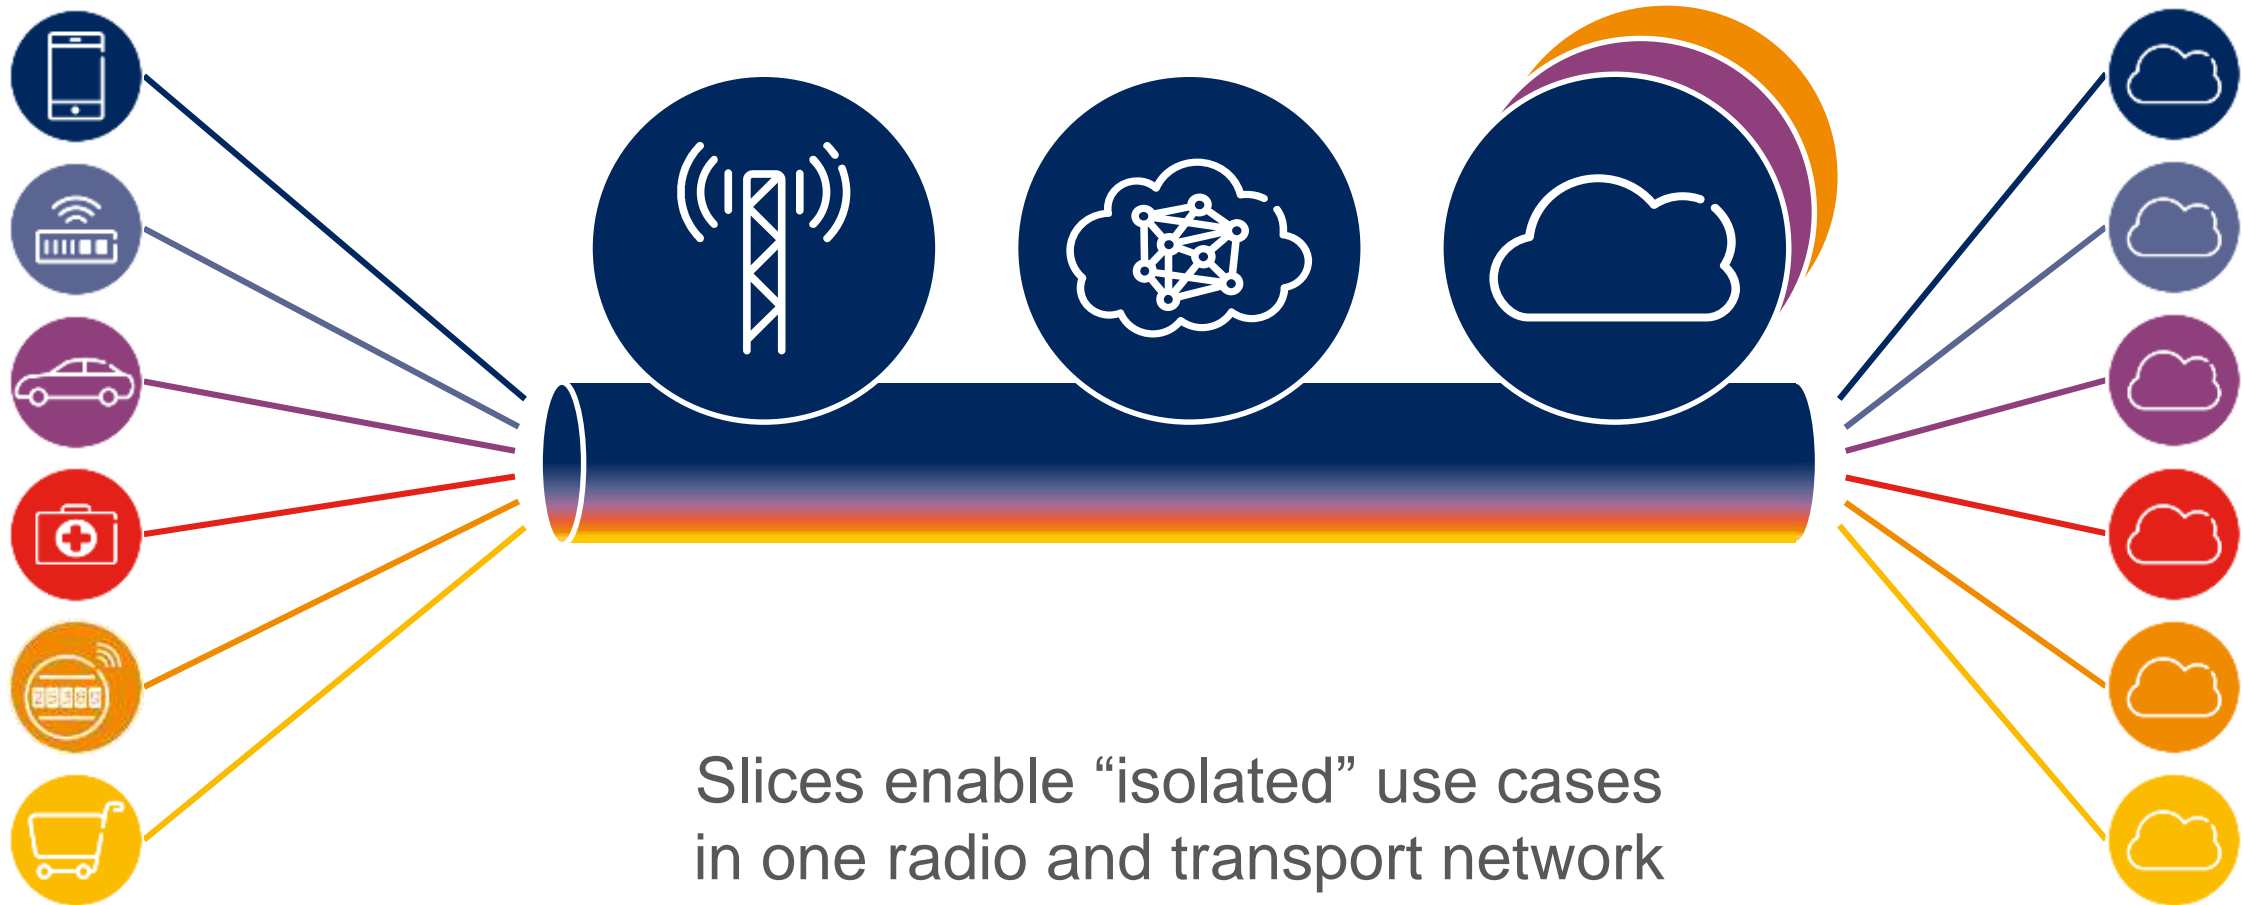 Slices enable “isolated” use cases
in one radio and transport network